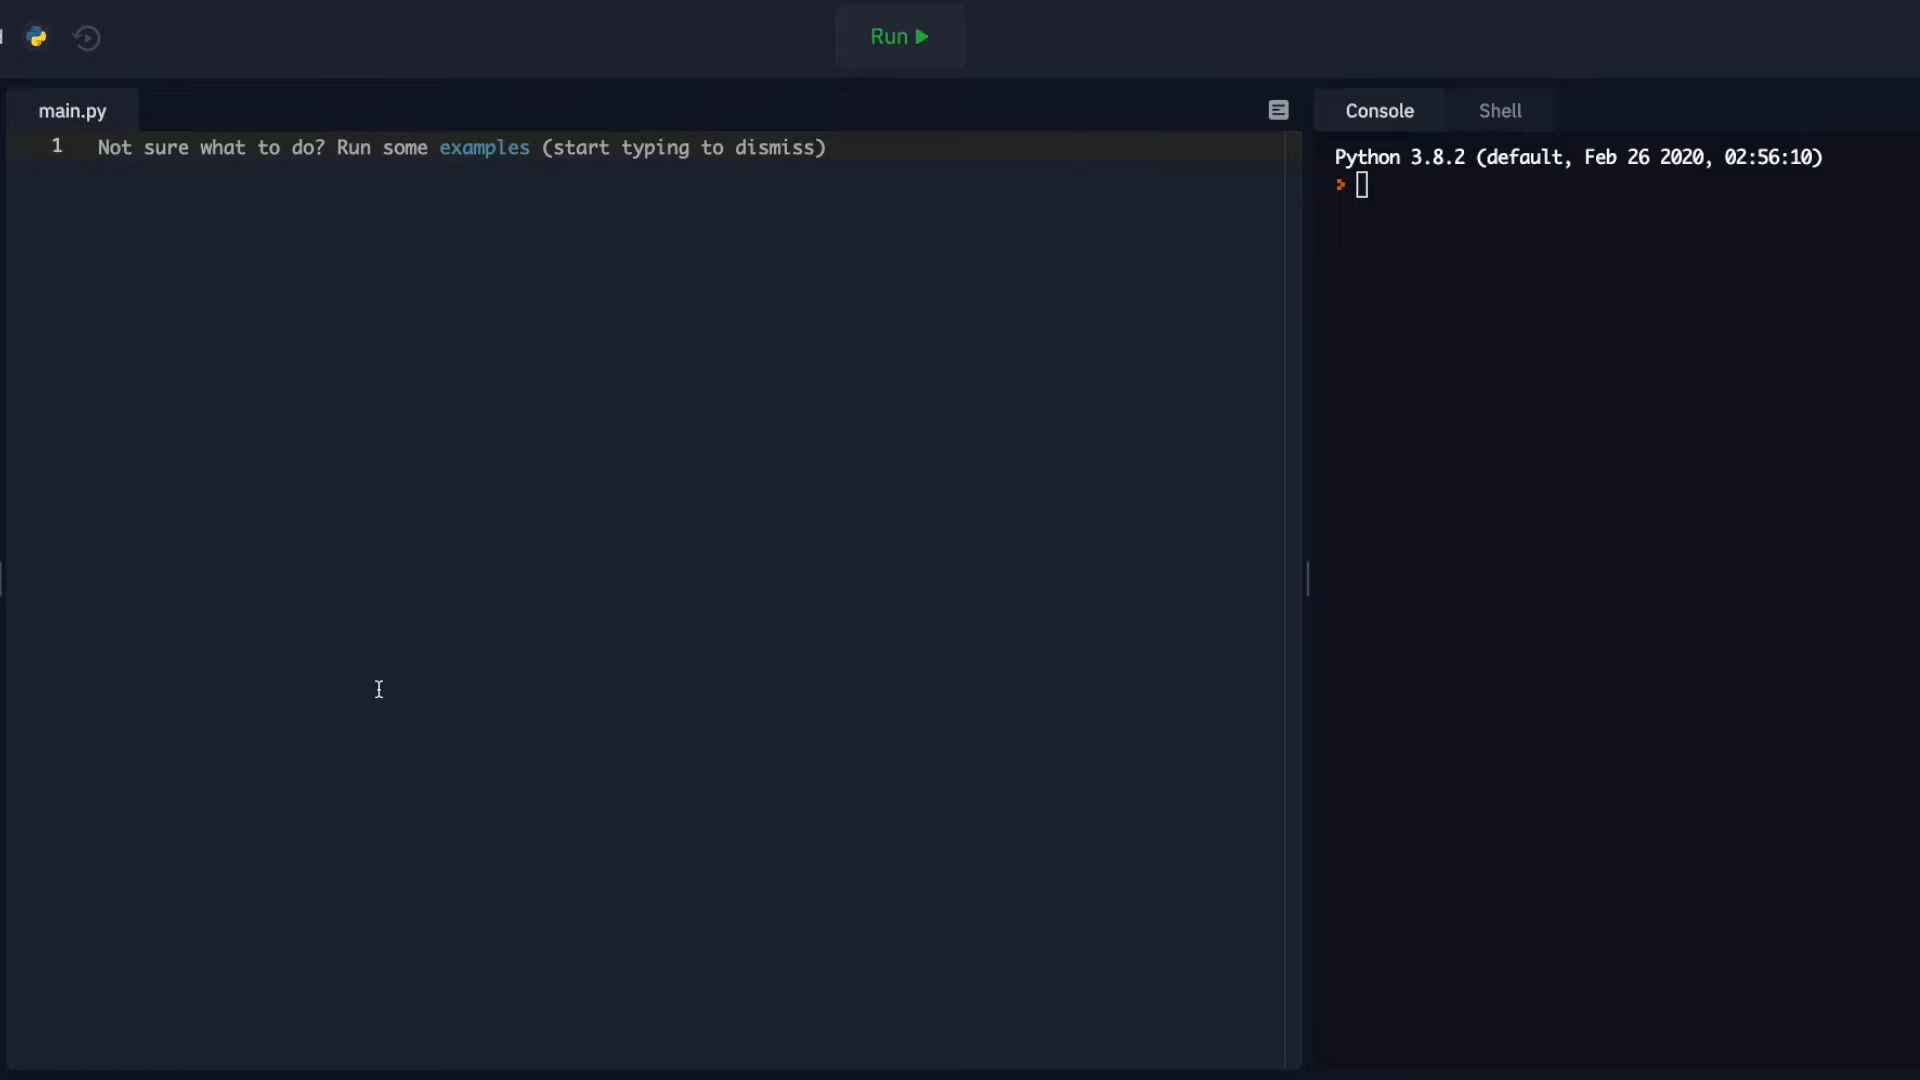 Run
main.py
Console
Shell
1 Not sure what to do? Run some examples (start typing to dismiss)
Python 3.8.2 (default, Feb 26 2020, 02:56:10)
>